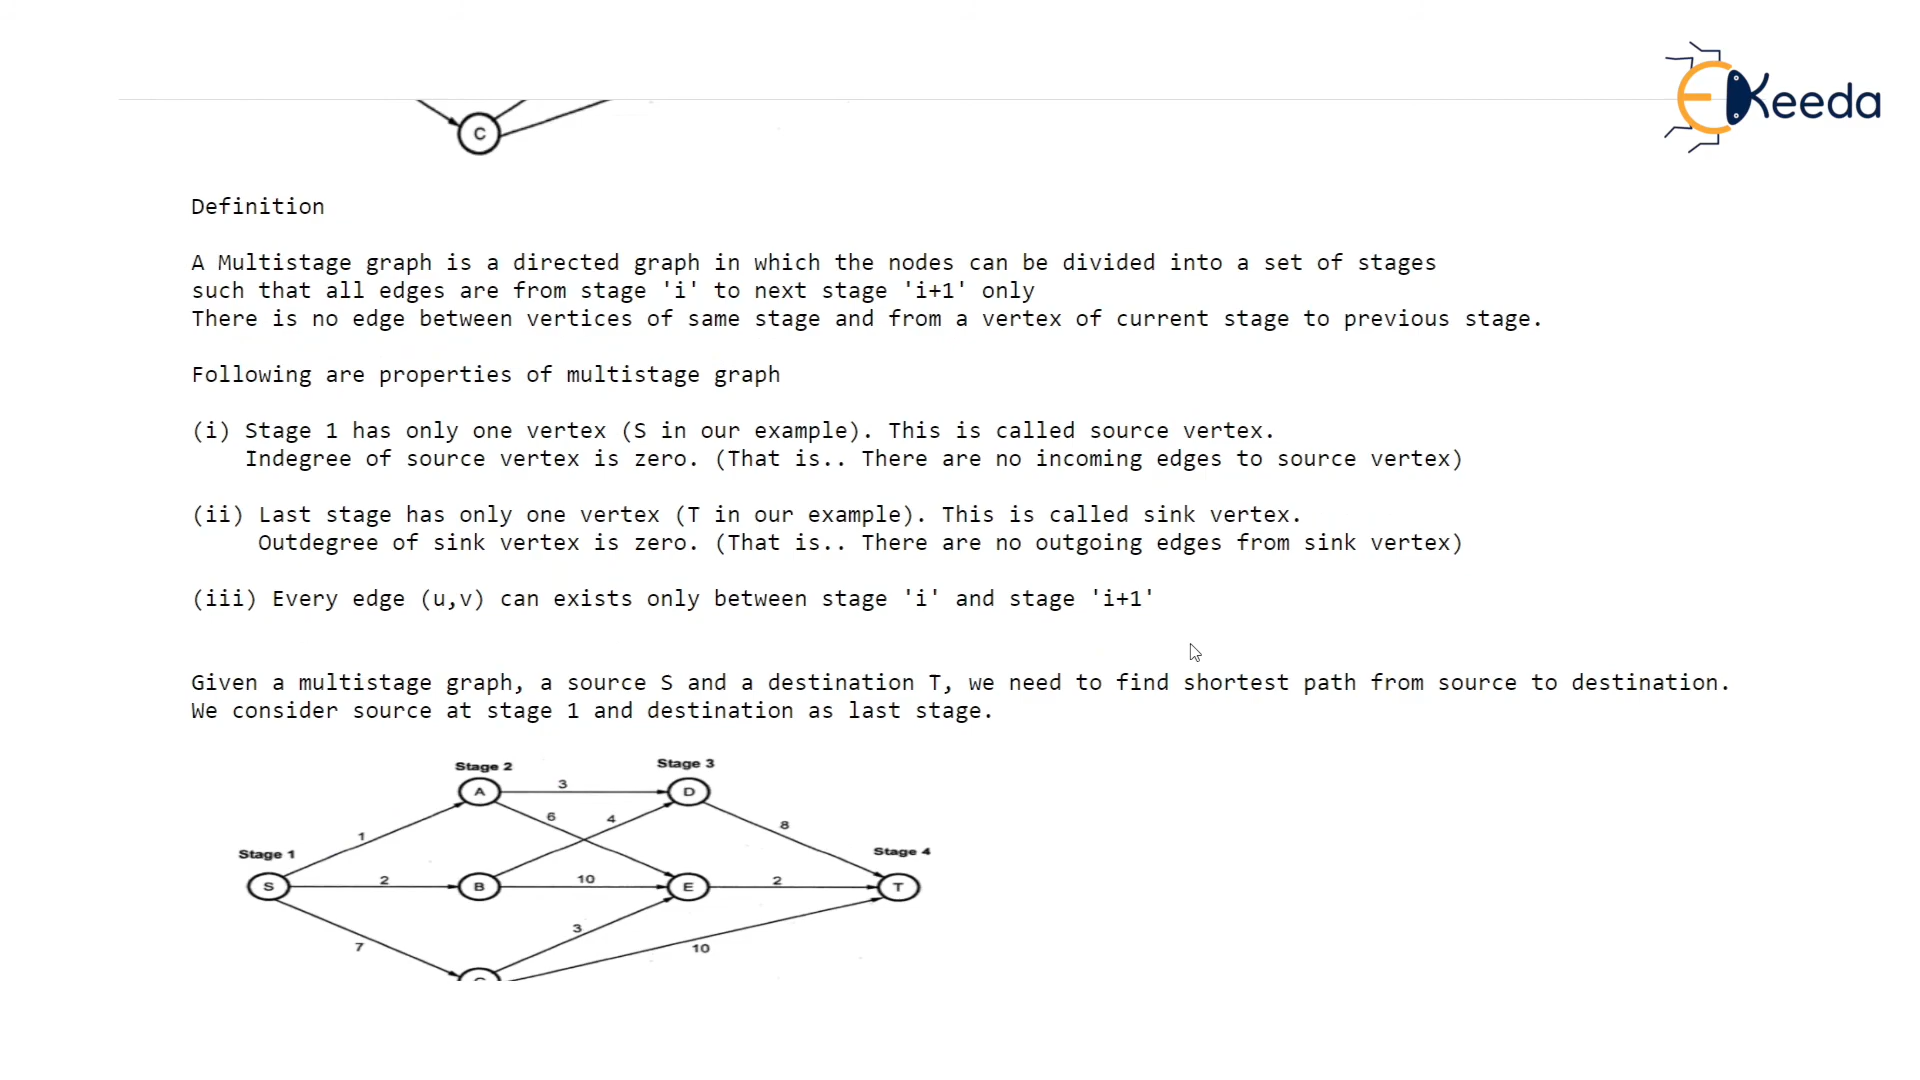 EKeeda
C
Definition
A Multistage graph is a directed graph in which the nodes can be divided into a set of stages
such that all edges are from stage 'i' to next stage 'i+1' only
There is no edge between vertices of same stage and from a vertex of current stage to previous stage.
Following are properties of multistage graph
(i) Stage 1 has only one vertex (S in our example). This is called source vertex.
Indegree of source vertex is zero. (That is.. There are no incoming edges to source vertex)
(ii) Last stage has only one vertex (T in our example). This is called sink vertex.
Outdegree of sink vertex is zero. (That is.. There are no outgoing edges from sink vertex)
(iii) Every edge (u,v) can exists only between stage 'i' and stage 'i+1'
Given a multistage graph, a source S and a destination T, we need to find shortest path from source to destination.
We consider source at stage 1 and destination as last stage.
Stage 2 Stage 3
A 3 D
6 4 8
1
Stage 1 Stage 4
S 2 B 10 E 2 T
3
7 10